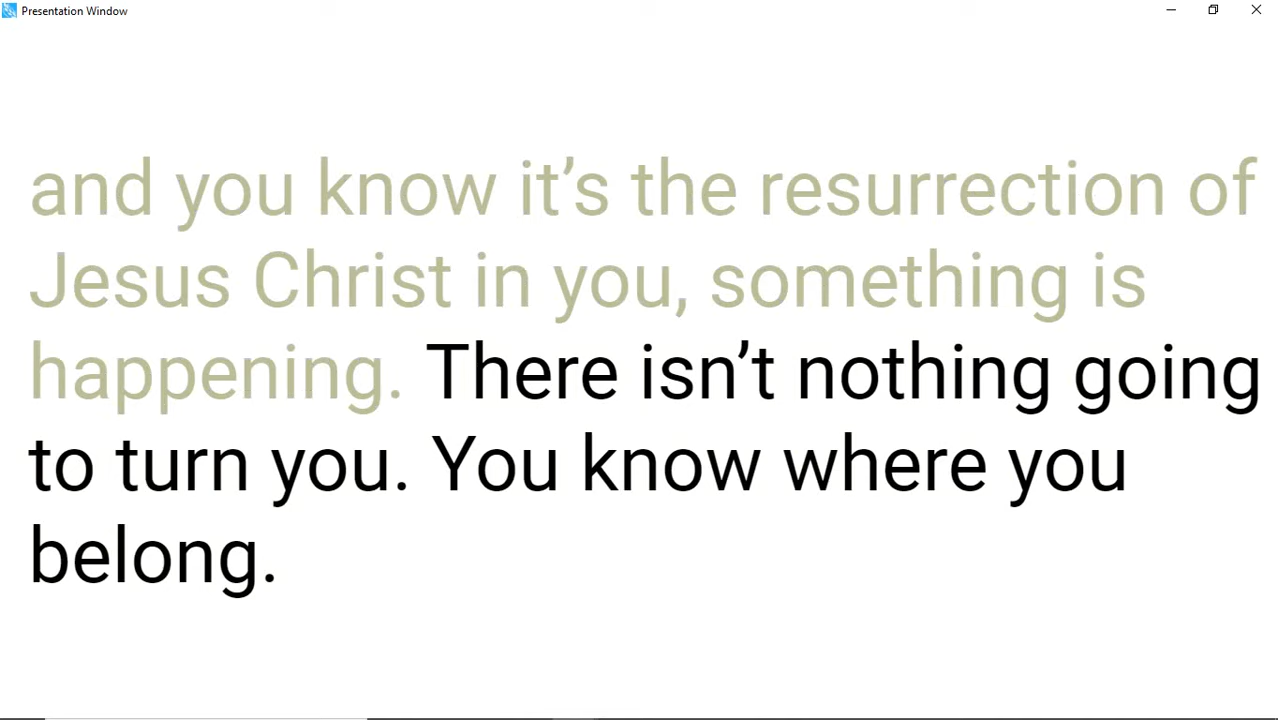 Presentation Window
and you know it’s the resurrection of
Jesus Christ in you, something is
happening. There isn’t nothing going
to turn you. You know where you
belong.